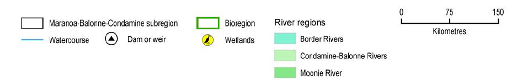 Maranoa-Balonne-Condamine subregion
Bioregion
River regions
0 75 150
Kilometres
Watercourse
Dam or weir
Wetlands
Border Rivers
Condamine-Balonne Rivers
Moonie River